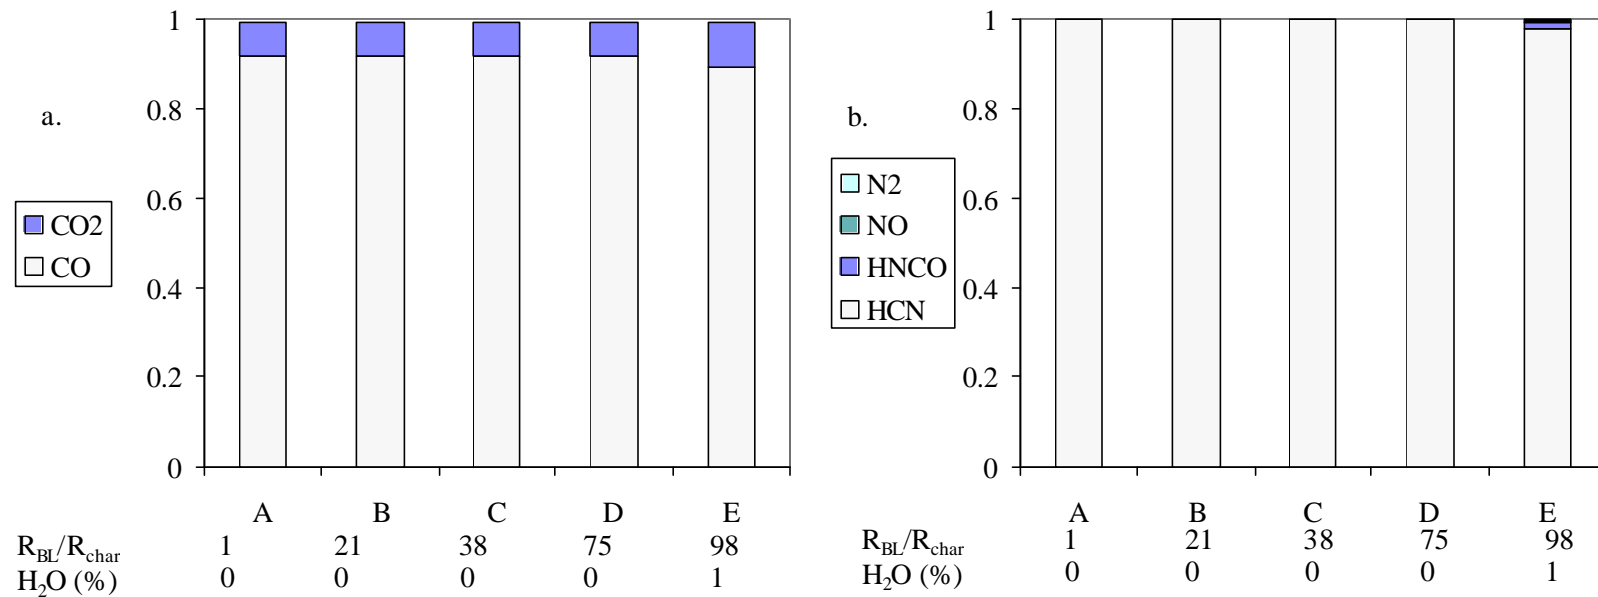 a.
1
0.8
0.6
0.4
0.2
0
CO2
CO
A B C D E
R_BL/R_char 1 21 38 75 98
H₂O (%) 0 0 0 0 1
b.
1
0.8
0.6
0.4
0.2
0
N2
NO
HNCO
HCN
A B C D E
R_BL/R_char 1 21 38 75 98
H₂O (%) 0 0 0 0 1